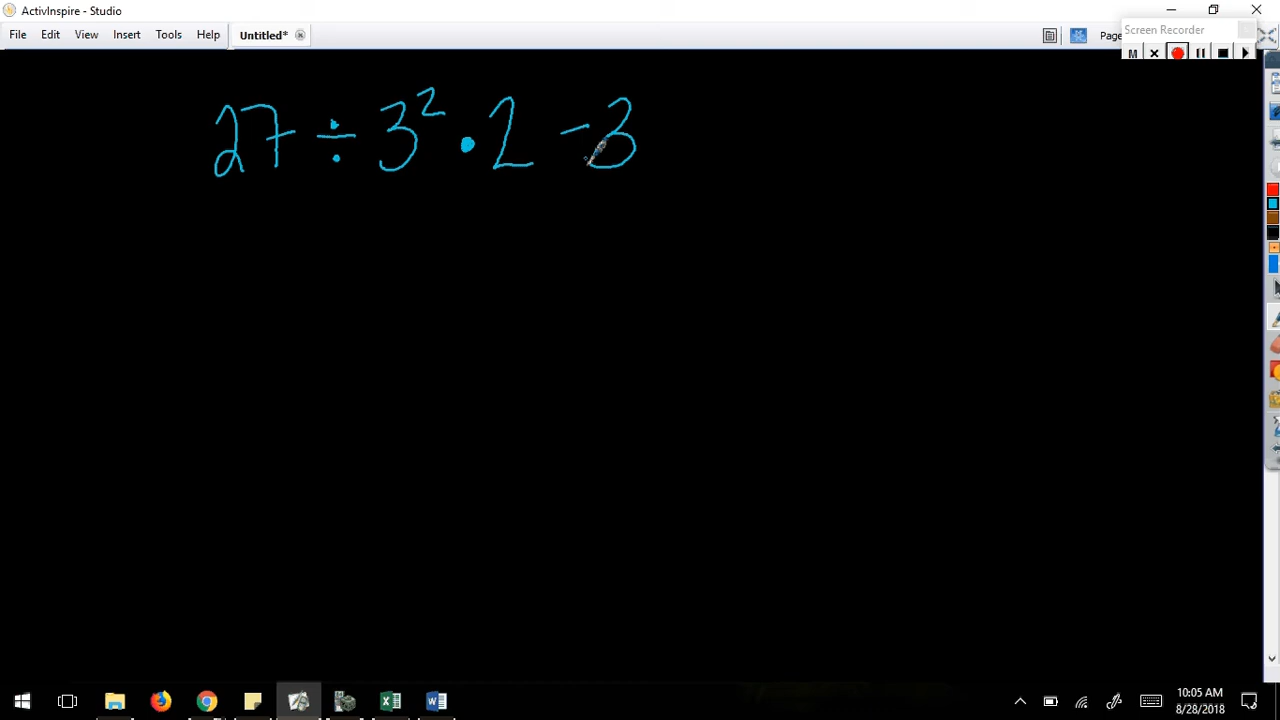 ActivInspire - Studio
Screen Recorder
File Edit View Insert Tools Help Untitled* Page
M
27 ÷ 3² • 2 - 3
10:05 AM
8/28/2018